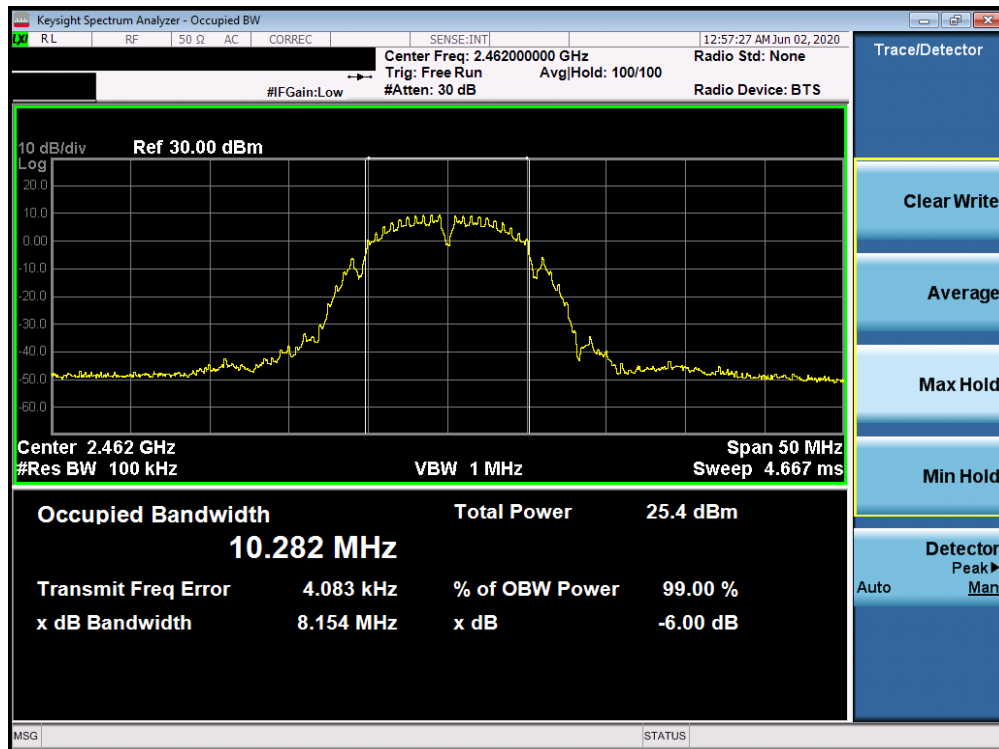 Keysight Spectrum Analyzer - Occupied BW
LXI RL RF 50 Ω AC CORREC SENSE:INT 12:57:27 AM Jun 02, 2020
Center Freq: 2.462000000 GHz Radio Std: None
Trig: Free Run Avg|Hold: 100/100
#IFGain:Low #Atten: 30 dB Radio Device: BTS
10 dB/div Ref 30.00 dBm
Log
20.0
10.0
0.00
-10.0
-20.0
-30.0
-40.0
-50.0
-60.0
Center 2.462 GHz Span 50 MHz
#Res BW 100 kHz VBW 1 MHz Sweep 4.667 ms
Occupied Bandwidth Total Power 25.4 dBm
10.282 MHz
Transmit Freq Error 4.083 kHz % of OBW Power 99.00 %
x dB Bandwidth 8.154 MHz x dB -6.00 dB
MSG STATUS
Trace/Detector
Clear Write
Average
Max Hold
Min Hold
Detector
Peak▶
Auto Man